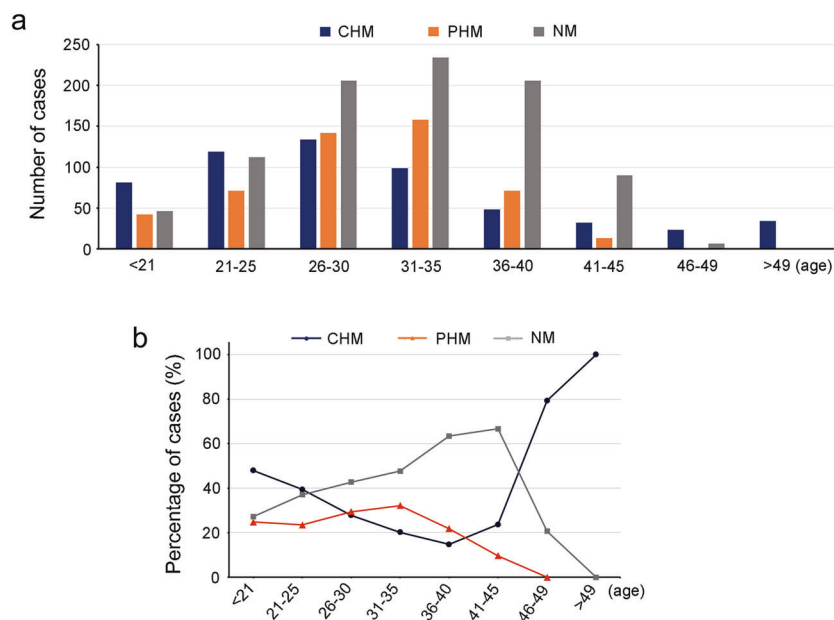 a
CHM PHM NM
Number of cases
250
200
150
100
50
0
<21 21-25 26-30 31-35 36-40 41-45 46-49 >49 (age)
b
CHM PHM NM
Percentage of cases (%)
100
80
60
40
20
0
<21 21-25 26-30 31-35 36-40 41-45 46-49 >49 (age)